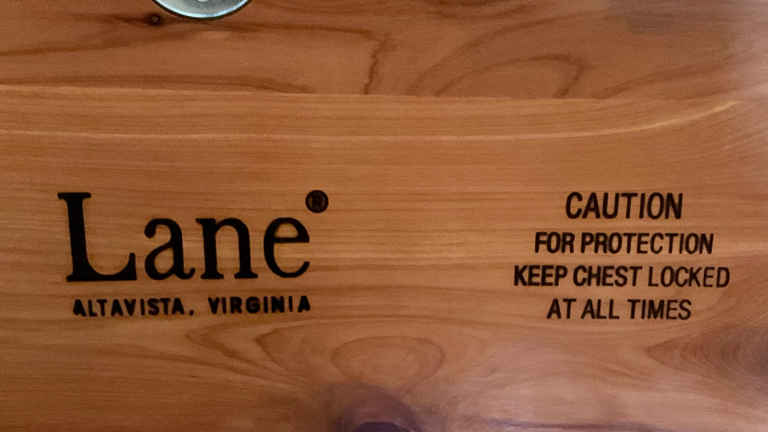 Lane®
ALTAVISTA, VIRGINIA
CAUTION
FOR PROTECTION
KEEP CHEST LOCKED
AT ALL TIMES